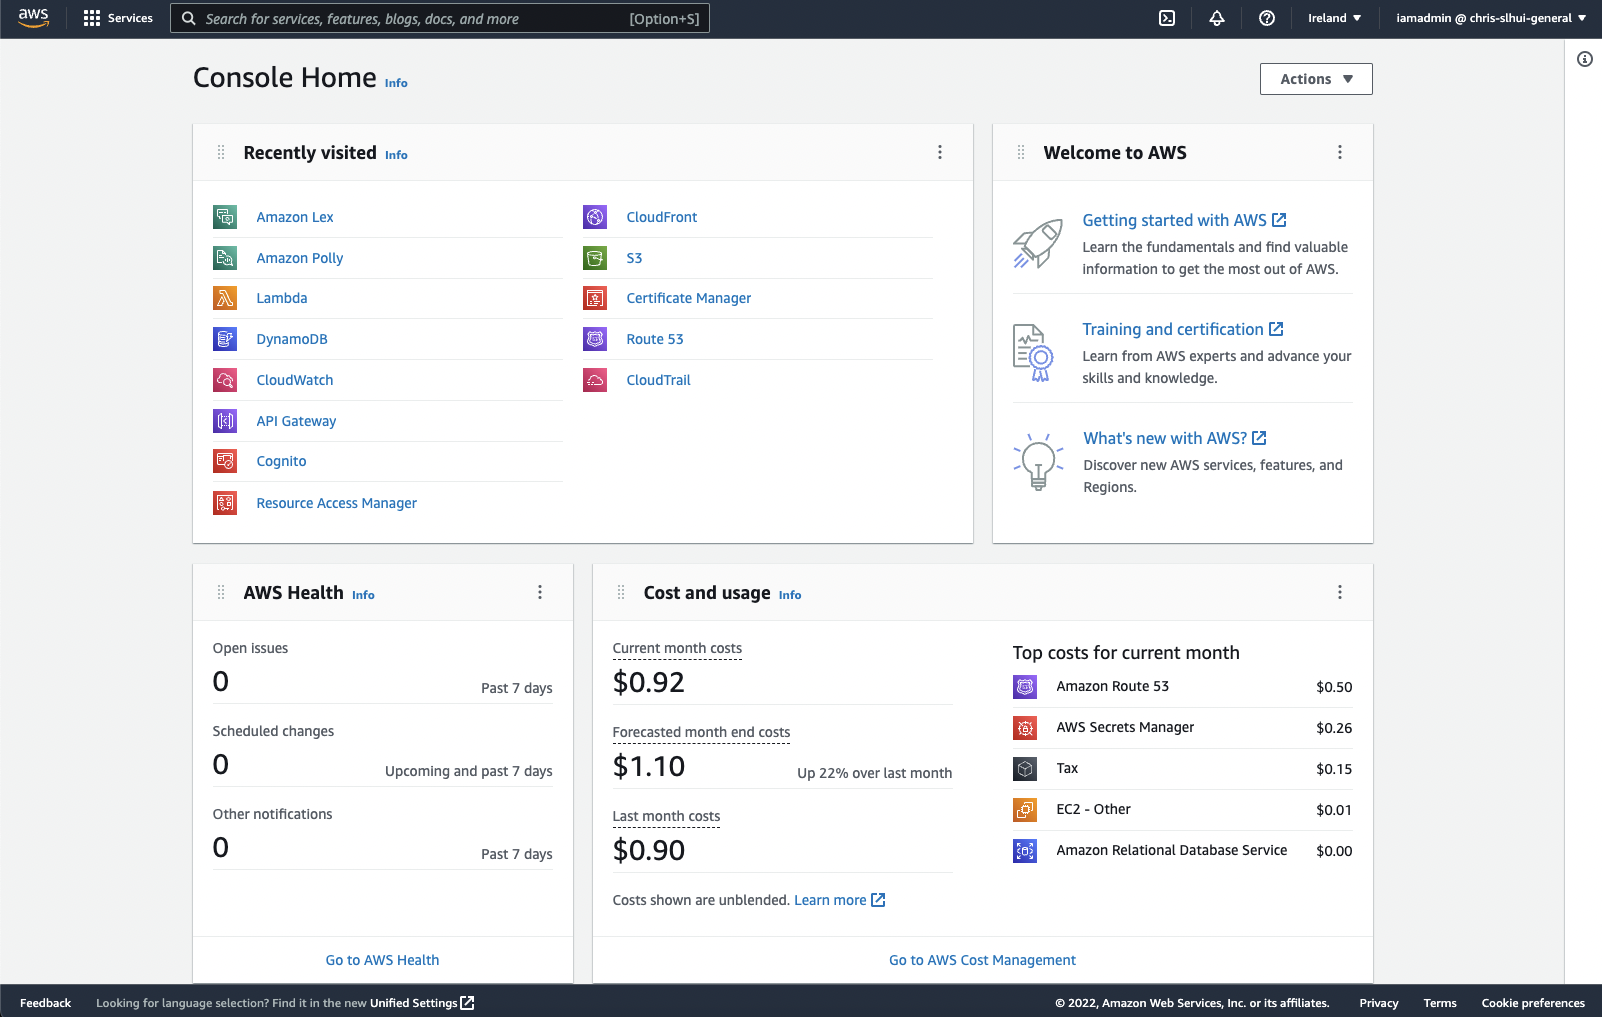 aws
Services
Search for services, features, blogs, docs, and more [Option+S]
Ireland ▼
iamadmin @ chris-slhui-general ▼
Console Home Info
Actions ▼
Recently visited Info
Amazon Lex
Amazon Polly
Lambda
DynamoDB
CloudWatch
API Gateway
Cognito
Resource Access Manager
CloudFront
S3
Certificate Manager
Route 53
CloudTrail
Welcome to AWS
Getting started with AWS
Learn the fundamentals and find valuable
information to get the most out of AWS.
Training and certification
Learn from AWS experts and advance your
skills and knowledge.
What's new with AWS?
Discover new AWS services, features, and
Regions.
AWS Health Info
Open issues
0 Past 7 days
Scheduled changes
0 Upcoming and past 7 days
Other notifications
0 Past 7 days
Go to AWS Health
Cost and usage Info
Current month costs
$0.92
Forecasted month end costs
$1.10 Up 22% over last month
Last month costs
$0.90
Costs shown are unblended. Learn more
Top costs for current month
Amazon Route 53 $0.50
AWS Secrets Manager $0.26
Tax $0.15
EC2 - Other $0.01
Amazon Relational Database Service $0.00
Go to AWS Cost Management
Feedback
Looking for language selection? Find it in the new Unified Settings
© 2022, Amazon Web Services, Inc. or its affiliates.
Privacy
Terms
Cookie preferences